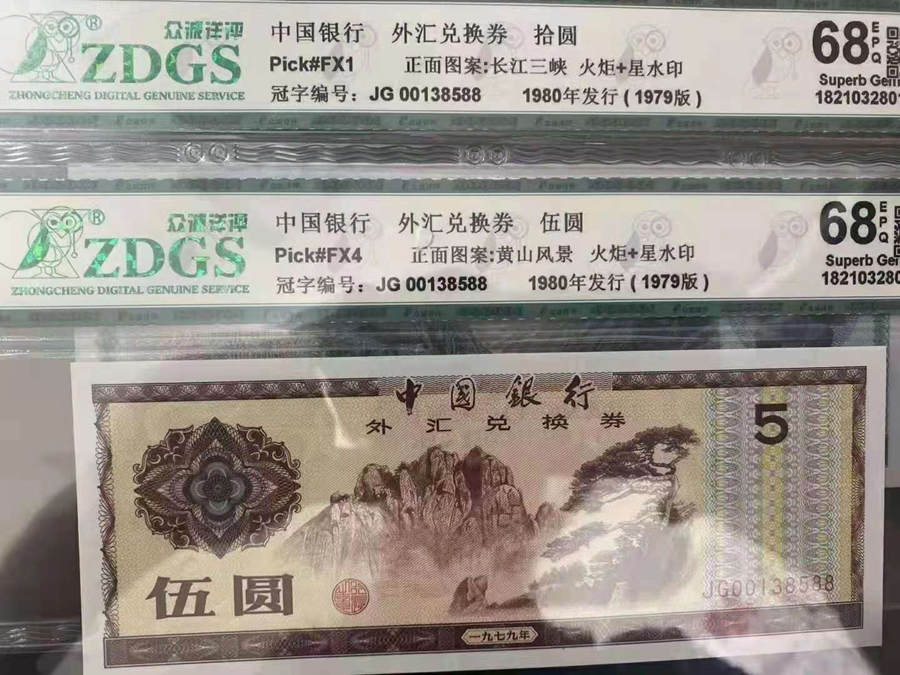 众诚洋评
ZDGS®
ZHONGCHENG DIGITAL GENUINE SERVICE
中国银行 外汇兑换券 拾圆
Pick#FX1 正面图案:长江三峡 火炬+星水印
冠字编号: JG 00138588 1980年发行 ( 1979版 )
68 EPQ
Superb Gem
1821032801
众诚洋评
ZDGS®
ZHONGCHENG DIGITAL GENUINE SERVICE
中国银行 外汇兑换券 伍圆
Pick#FX4 正面图案:黄山风景 火炬+星水印
冠字编号: JG 00138588 1980年发行 ( 1979版 )
68 EPQ
Superb Gem
182103280
中國銀行
外汇兑换券
5
伍圆
JG00138588
一九七九年